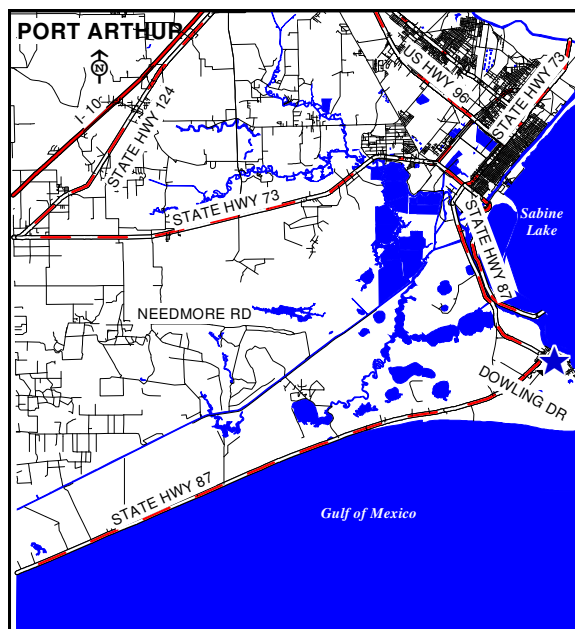 PORT ARTHUR
N
I-10
STATE HWY 124
US HWY 96
STATE HWY 73
STATE HWY 73
Sabine
Lake
STATE HWY 87
NEEDMORE RD
DOWLING DR
STATE HWY 87
Gulf of Mexico